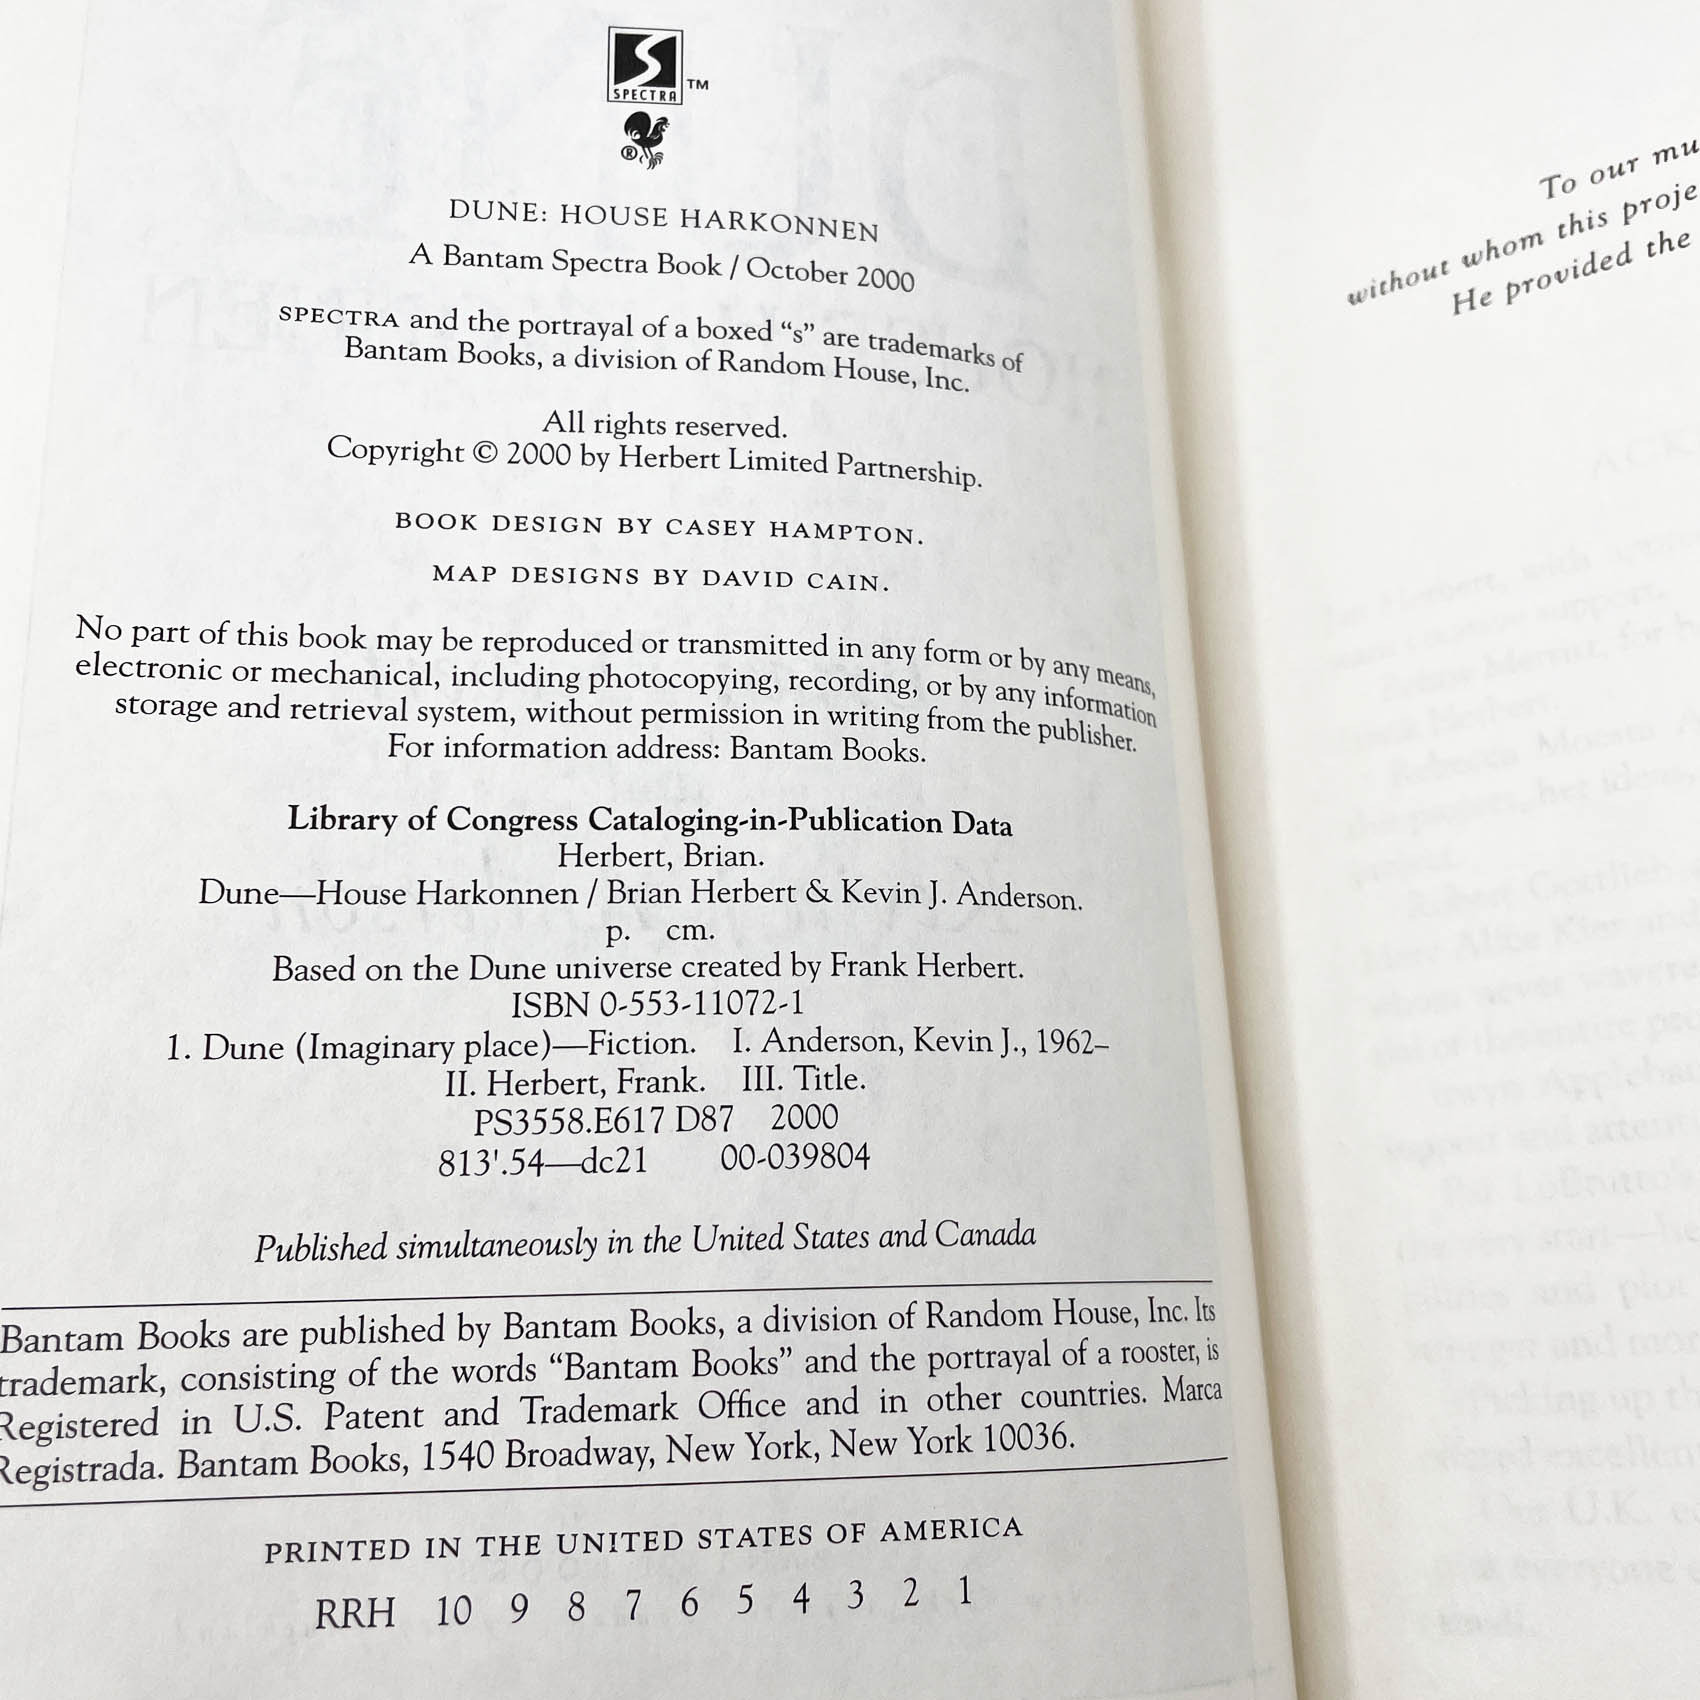 SPECTRA
TM
®
DUNE: HOUSE HARKONNEN
A Bantam Spectra Book / October 2000
SPECTRA and the portrayal of a boxed “s” are trademarks of
Bantam Books, a division of Random House, Inc.
All rights reserved.
Copyright © 2000 by Herbert Limited Partnership.
BOOK DESIGN BY CASEY HAMPTON.
MAP DESIGNS BY DAVID CAIN.
No part of this book may be reproduced or transmitted in any form or by any means,
electronic or mechanical, including photocopying, recording, or by any information
storage and retrieval system, without permission in writing from the publisher.
For information address: Bantam Books.
Library of Congress Cataloging-in-Publication Data
Herbert, Brian.
Dune—House Harkonnen / Brian Herbert & Kevin J. Anderson.
p. cm.
Based on the Dune universe created by Frank Herbert.
ISBN 0-553-11072-1
1. Dune (Imaginary place)—Fiction. I. Anderson, Kevin J., 1962–
II. Herbert, Frank. III. Title.
PS3558.E617 D87 2000
813'.54—dc21 00-039804
Published simultaneously in the United States and Canada
Bantam Books are published by Bantam Books, a division of Random House, Inc. Its
trademark, consisting of the words “Bantam Books” and the portrayal of a rooster, is
Registered in U.S. Patent and Trademark Office and in other countries. Marca
Registrada. Bantam Books, 1540 Broadway, New York, New York 10036.
PRINTED IN THE UNITED STATES OF AMERICA
RRH 10 9 8 7 6 5 4 3 2 1
To our mu
without whom this proje
He provided the